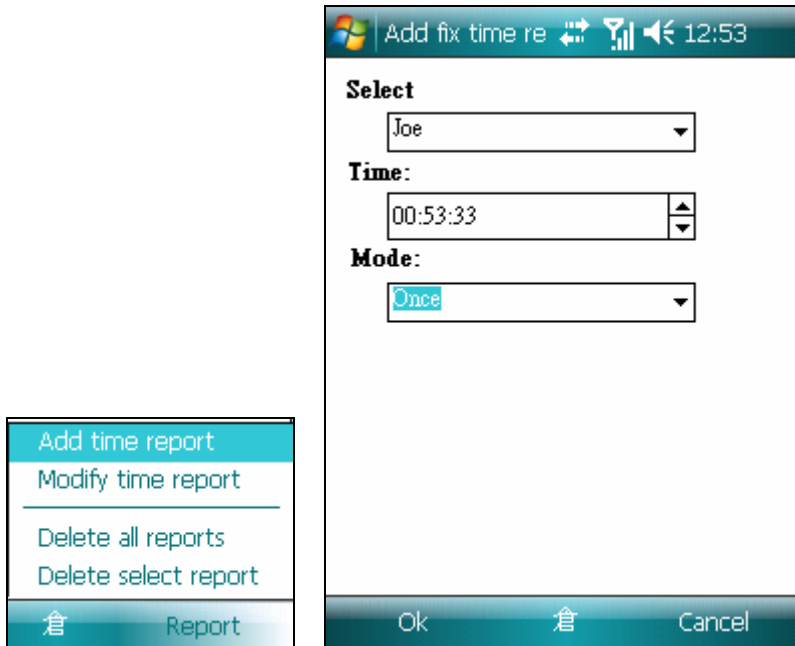 Add time report
Modify time report
Delete all reports
Delete select report
倉 Report
Add fix time re 12:53
Select
Joe
Time:
00:53:33
Mode:
Once
Ok 倉 Cancel